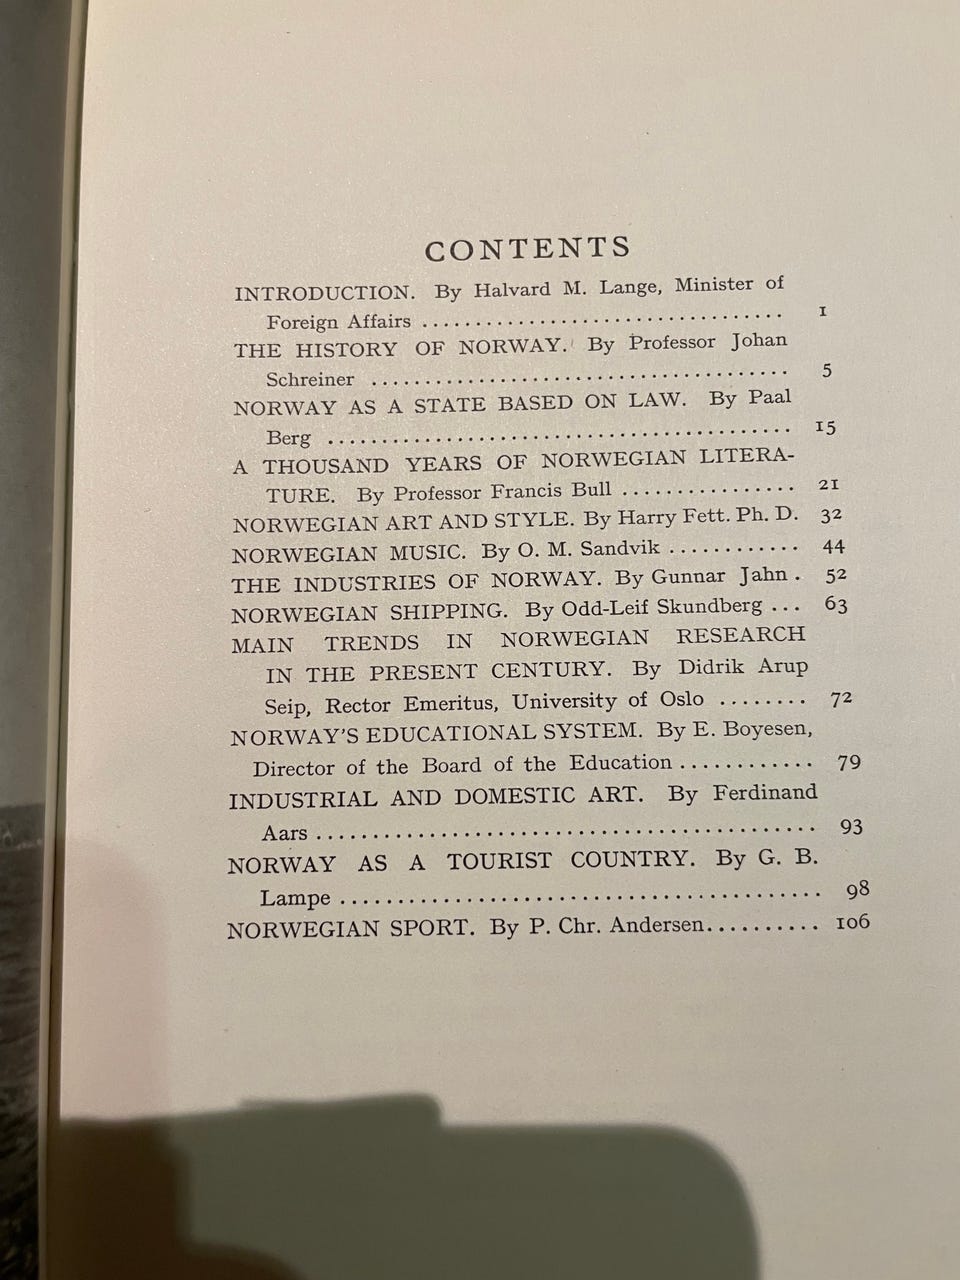 CONTENTS
INTRODUCTION. By Halvard M. Lange, Minister of
Foreign Affairs .................................. 1
THE HISTORY OF NORWAY. By Professor Johan
Schreiner ....................................... 5
NORWAY AS A STATE BASED ON LAW. By Paal
Berg ........................................... 15
A THOUSAND YEARS OF NORWEGIAN LITERA-
TURE. By Professor Francis Bull ................ 21
NORWEGIAN ART AND STYLE. By Harry Fett. Ph. D. 32
NORWEGIAN MUSIC. By O. M. Sandvik ............ 44
THE INDUSTRIES OF NORWAY. By Gunnar Jahn . 52
NORWEGIAN SHIPPING. By Odd-Leif Skundberg ... 63
MAIN TRENDS IN NORWEGIAN RESEARCH
IN THE PRESENT CENTURY. By Didrik Arup
Seip, Rector Emeritus, University of Oslo ........ 72
NORWAY'S EDUCATIONAL SYSTEM. By E. Boyesen,
Director of the Board of the Education ............ 79
INDUSTRIAL AND DOMESTIC ART. By Ferdinand
Aars ............................................ 93
NORWAY AS A TOURIST COUNTRY. By G. B.
Lampe .......................................... 98
NORWEGIAN SPORT. By P. Chr. Andersen.......... 106